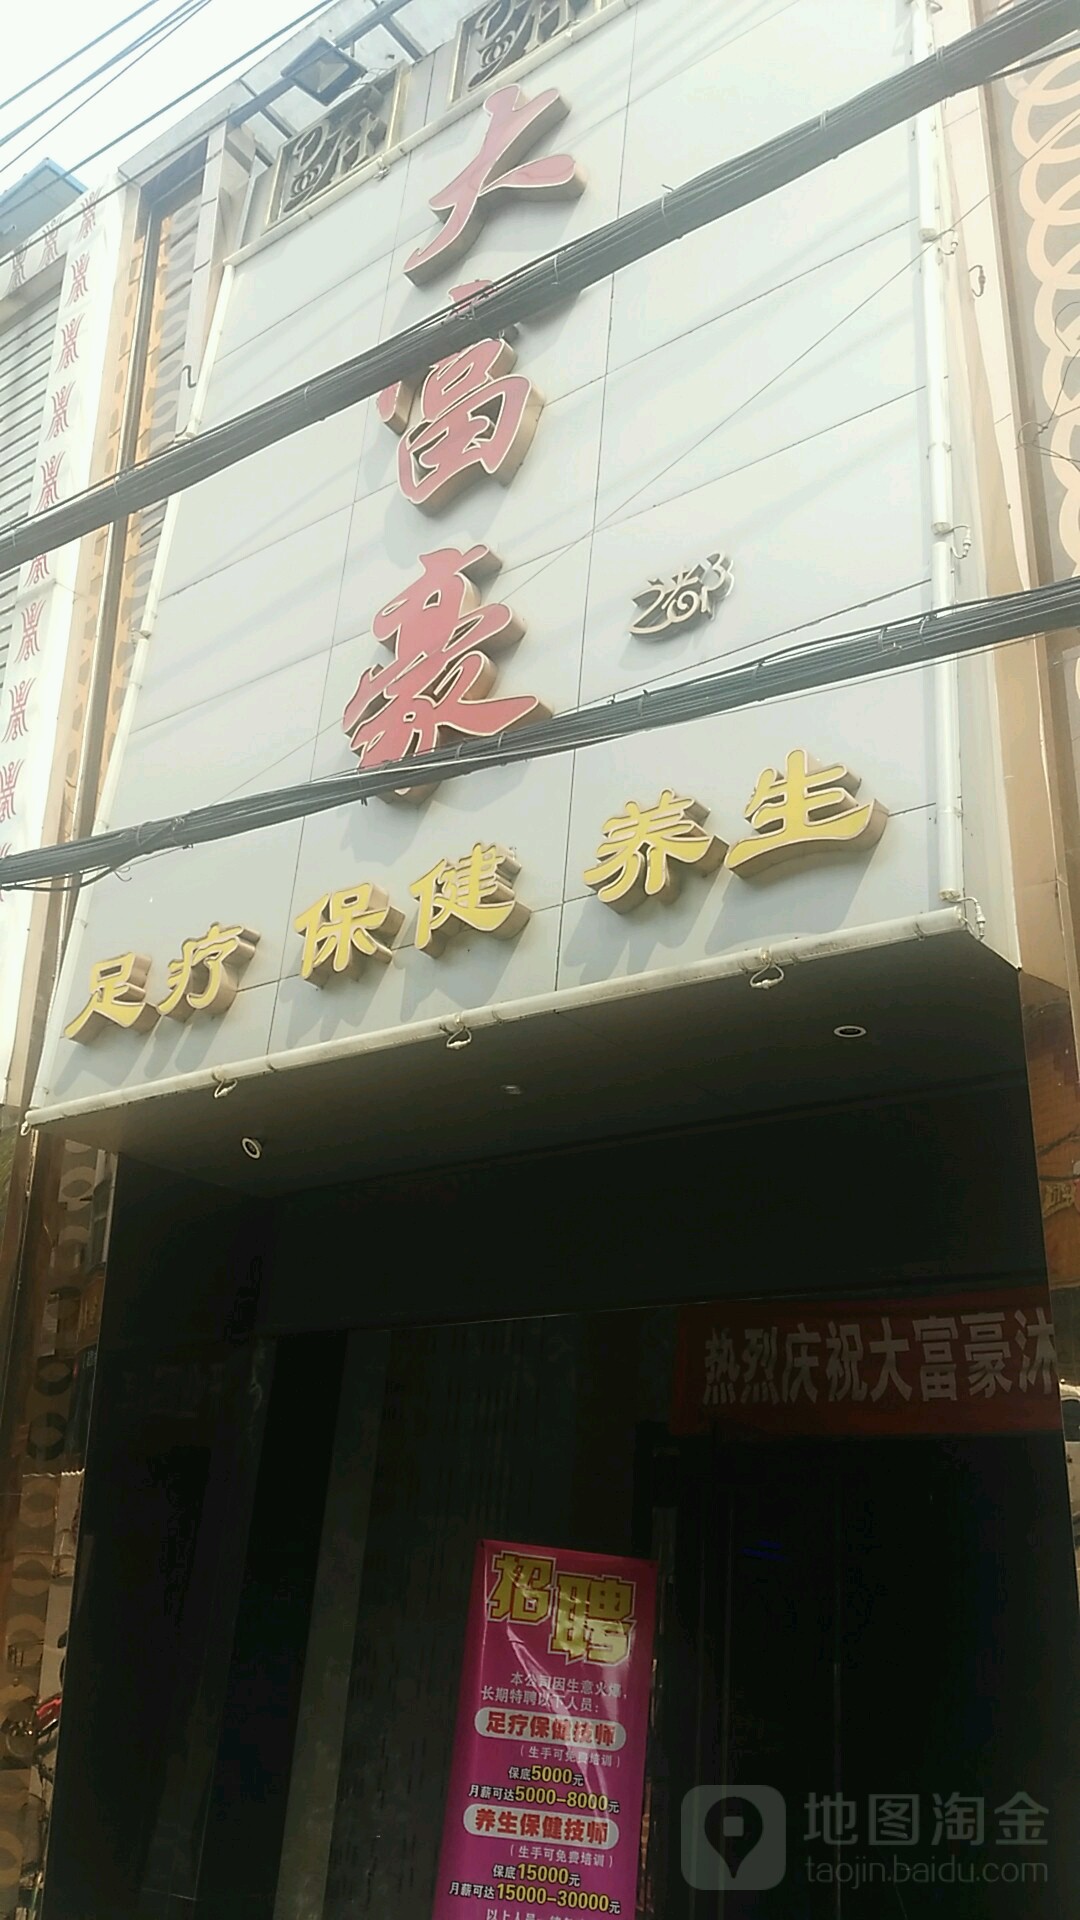 大富豪
足疗 保健 养生
热烈庆祝大富豪沐
招聘
本公司因生意火爆，
长期特聘以下人员：
足疗保健技师
（生手可免费培训）
保底5000元
月薪可达5000-8000元
养生保健技师
（生手可免费培训）
保底15000元
月薪可达15000-30000元
以上人员
地图淘金
taojin.baidu.com